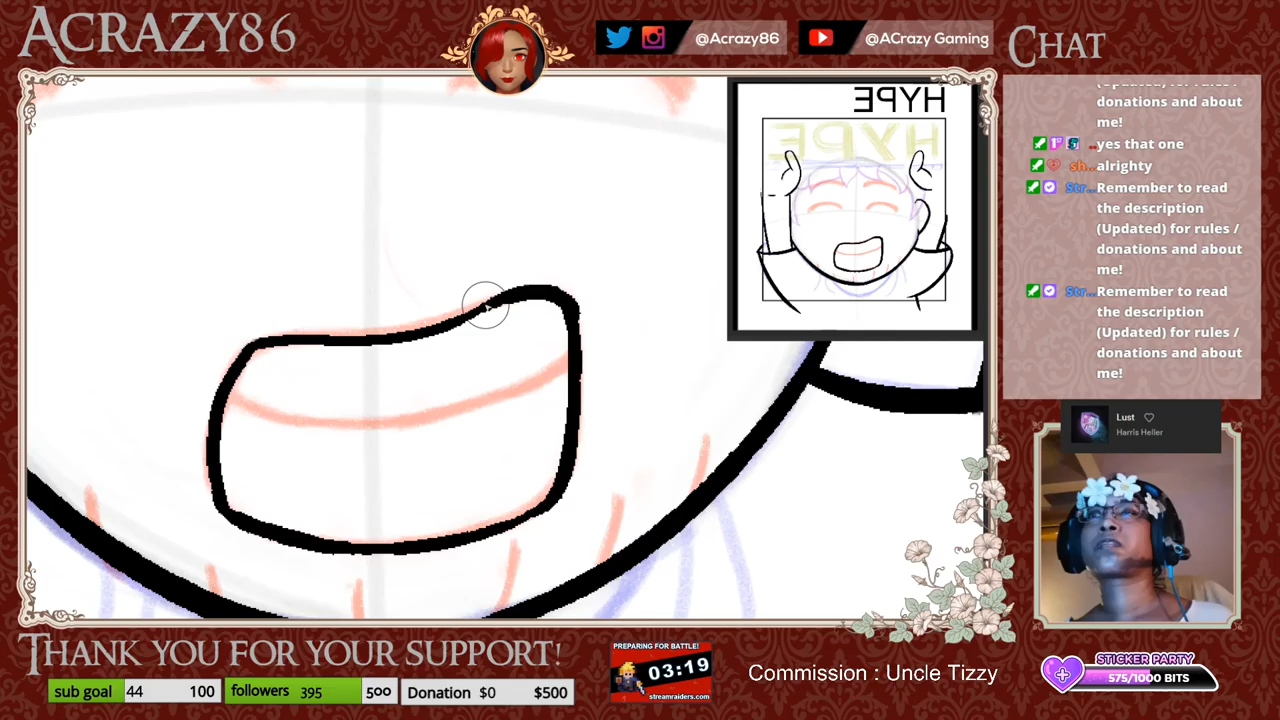 ACRAZY86
@Acrazy86
@ACrazy Gaming
CHAT
HYPE
HYPE
donations and about
me!
yes that one
sh.. alrighty
Str.. Remember to read
the description
(Updated) for rules /
donations and about
me!
Str.. Remember to read
the description
(Updated) for rules /
donations and about
me!
Lust
Harris Heller
THANK YOU FOR YOUR SUPPORT!
sub goal 44 100
followers 395 500
Donation $0 $500
PREPARING FOR BATTLE!
03:19
streamraiders.com
Commission : Uncle Tizzy
STICKER PARTY
575/1000 BITS